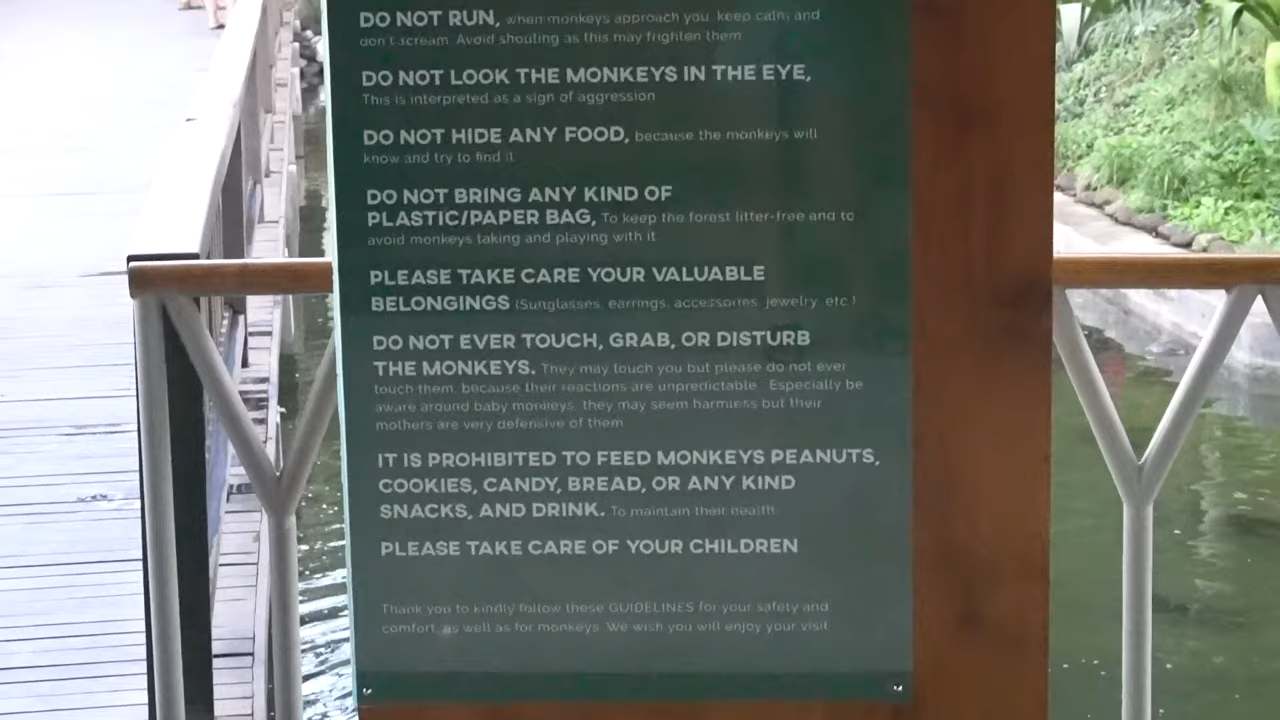 DO NOT RUN, when monkeys approach you, keep calm and
don't scream. Avoid shouting as this may frighten them
DO NOT LOOK THE MONKEYS IN THE EYE,
This is interpreted as a sign of aggression
DO NOT HIDE ANY FOOD, because the monkeys will
know and try to find it
DO NOT BRING ANY KIND OF
PLASTIC/PAPER BAG, To keep the forest litter-free and to
avoid monkeys taking and playing with it
PLEASE TAKE CARE YOUR VALUABLE
BELONGINGS (Sunglasses, earrings, accessories, jewelry, etc.)
DO NOT EVER TOUCH, GRAB, OR DISTURB
THE MONKEYS. They may touch you but please do not ever
touch them, because their reactions are unpredictable. Especially be
aware around baby monkeys, they may seem harmless but their
mothers are very defensive of them
IT IS PROHIBITED TO FEED MONKEYS PEANUTS,
COOKIES, CANDY, BREAD, OR ANY KIND
SNACKS, AND DRINK. To maintain their health.
PLEASE TAKE CARE OF YOUR CHILDREN
Thank you to kindly follow these GUIDELINES for your safety and
comfort, as well as for monkeys. We wish you will enjoy your visit.